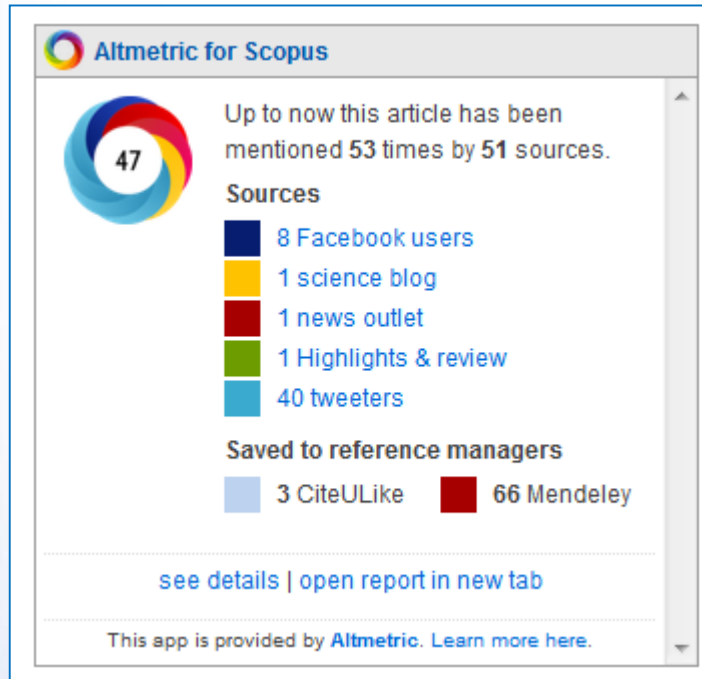 Altmetric for Scopus
47
Up to now this article has been
mentioned 53 times by 51 sources.
Sources
8 Facebook users
1 science blog
1 news outlet
1 Highlights & review
40 tweeters
Saved to reference managers
3 CiteULike 66 Mendeley
see details | open report in new tab
This app is provided by Altmetric. Learn more here.